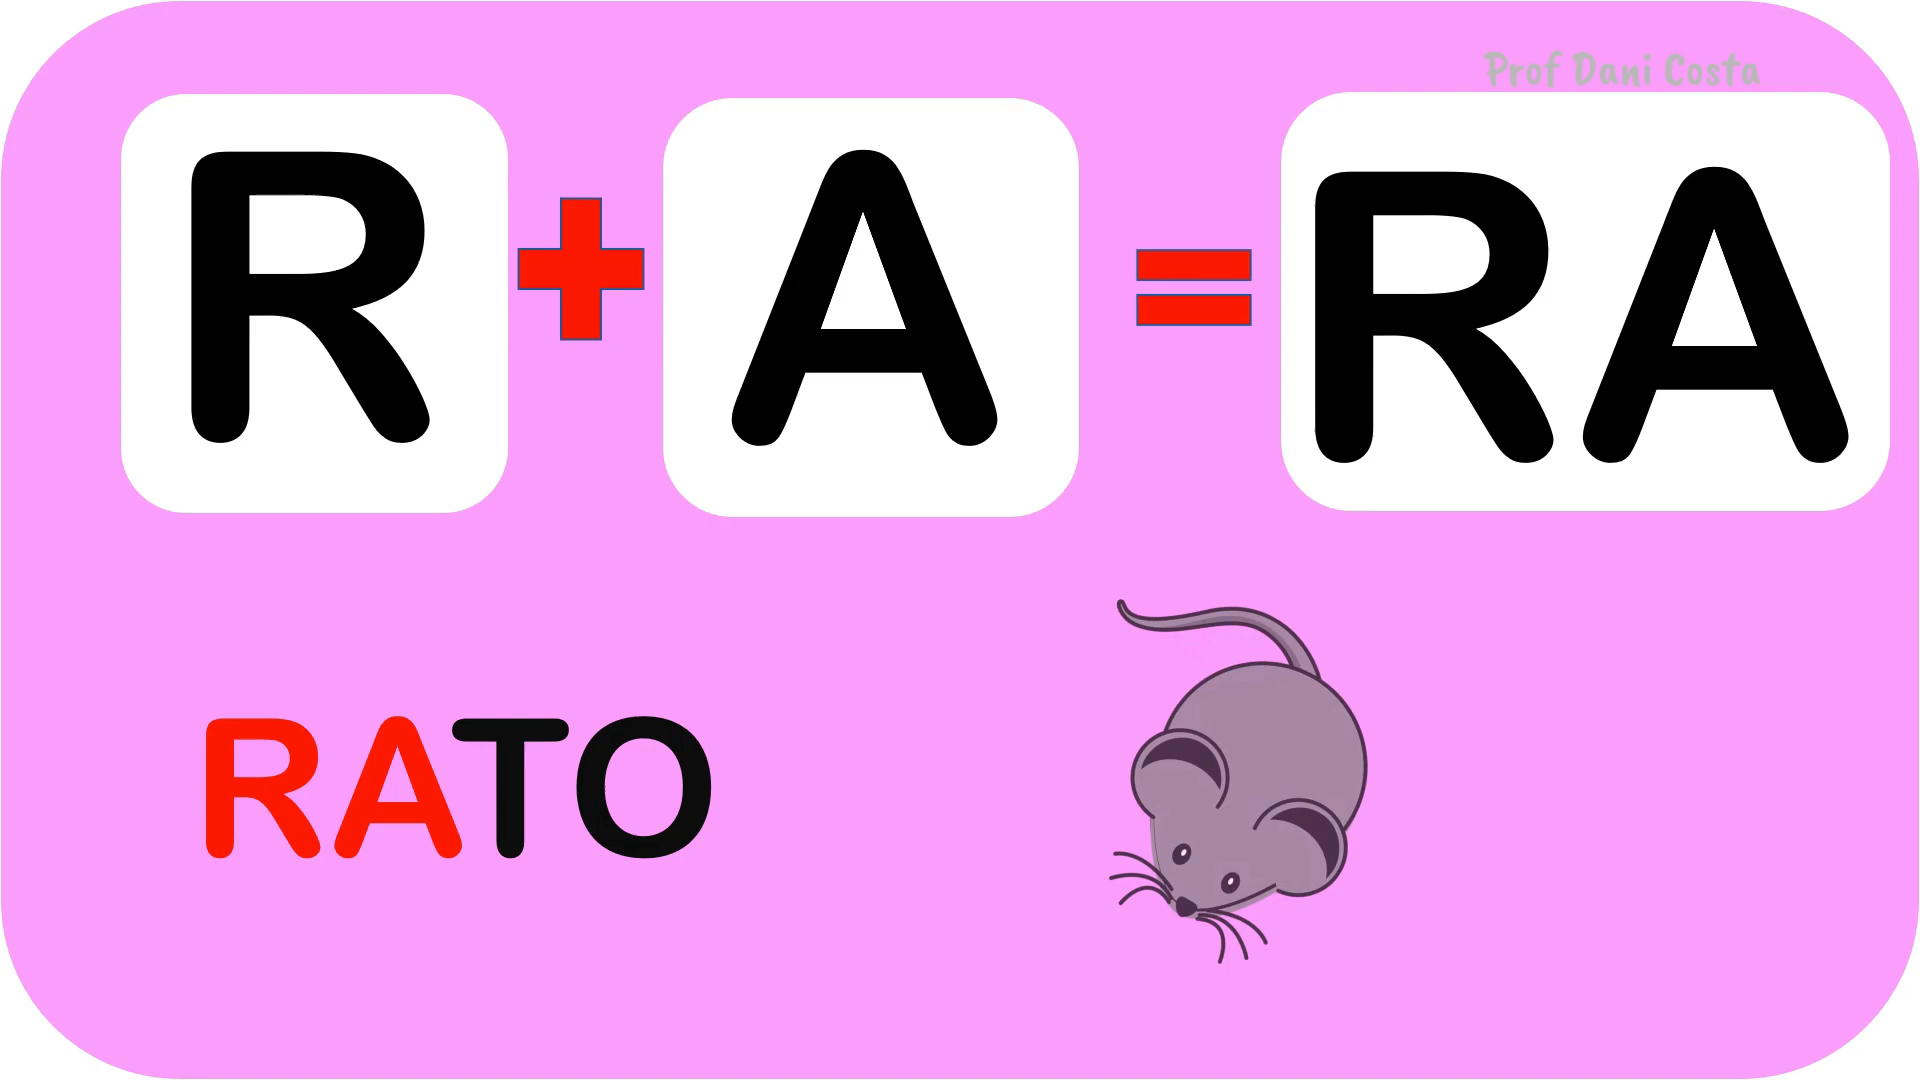 Prof Dani Costa
R + A = RA
RATO